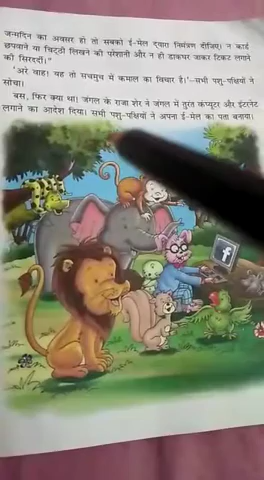 जन्मदिन का अवसर हो तो सबको ई-मेल द्वारा निमंत्रण दीजिए। न कार्ड
छपवाने या चिट्ठी लिखने की परेशानी और न ही डाकघर जाकर टिकट लगाने
की सिरदर्दी।"
"अरे वाह! यह तो सचमुच में कमाल का विचार है।"-सभी पशु-पक्षियों ने
सोचा।
बस, फिर क्या था। जंगल के राजा शेर ने जंगल में तुरंत कंप्यूटर और इंटरनेट
लगाने का आदेश दिया। सभी पशु-पक्षियों ने अपना ई-मेल का पता बनाया।
f